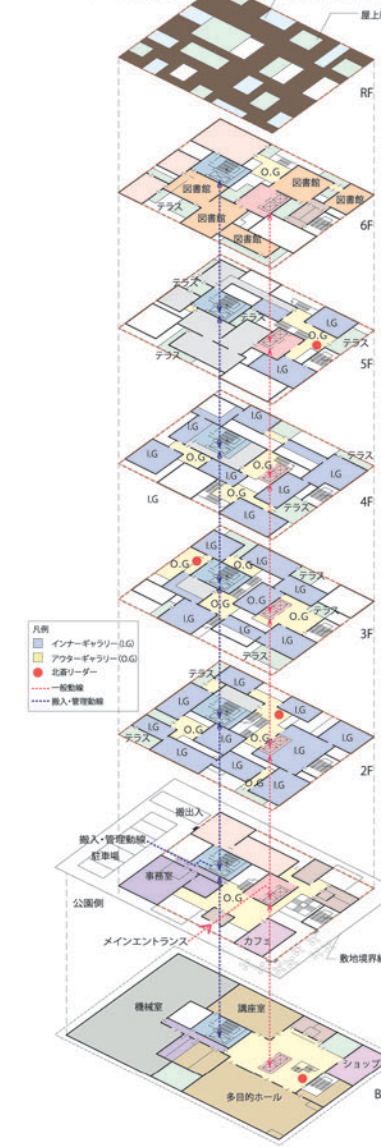 屋上
RF
O.G
図書館
図書館
図書館
テラス
図書館
図書館
6F
テラス
I.G
O.G
テラス
I.G
テラス
5F
I.G
I.G
O.G
テラス
I.G
I.G
I.G
O.G
I.G
O.G
I.G
I.G
4F
I.G
O.G
O.G
I.G
I.G
テラス
O.G
O.G
テラス
I.G
O.G
I.G
I.G
テラス
3F
凡例
インナーギャラリー(I.G)
アウターギャラリー(O.G)
北斎リーダー
一般動線
搬入・管理動線
テラス
I.G
I.G
I.G
I.G
I.G
O.G
O.G
テラス
I.G
I.G
I.G
O.G
2F
搬出入
搬入・管理動線
駐車場
事務室
O.G
公園側
メインエントランス
カフェ
敷地境界線
機械室
講座室
ショップ
多目的ホール
B